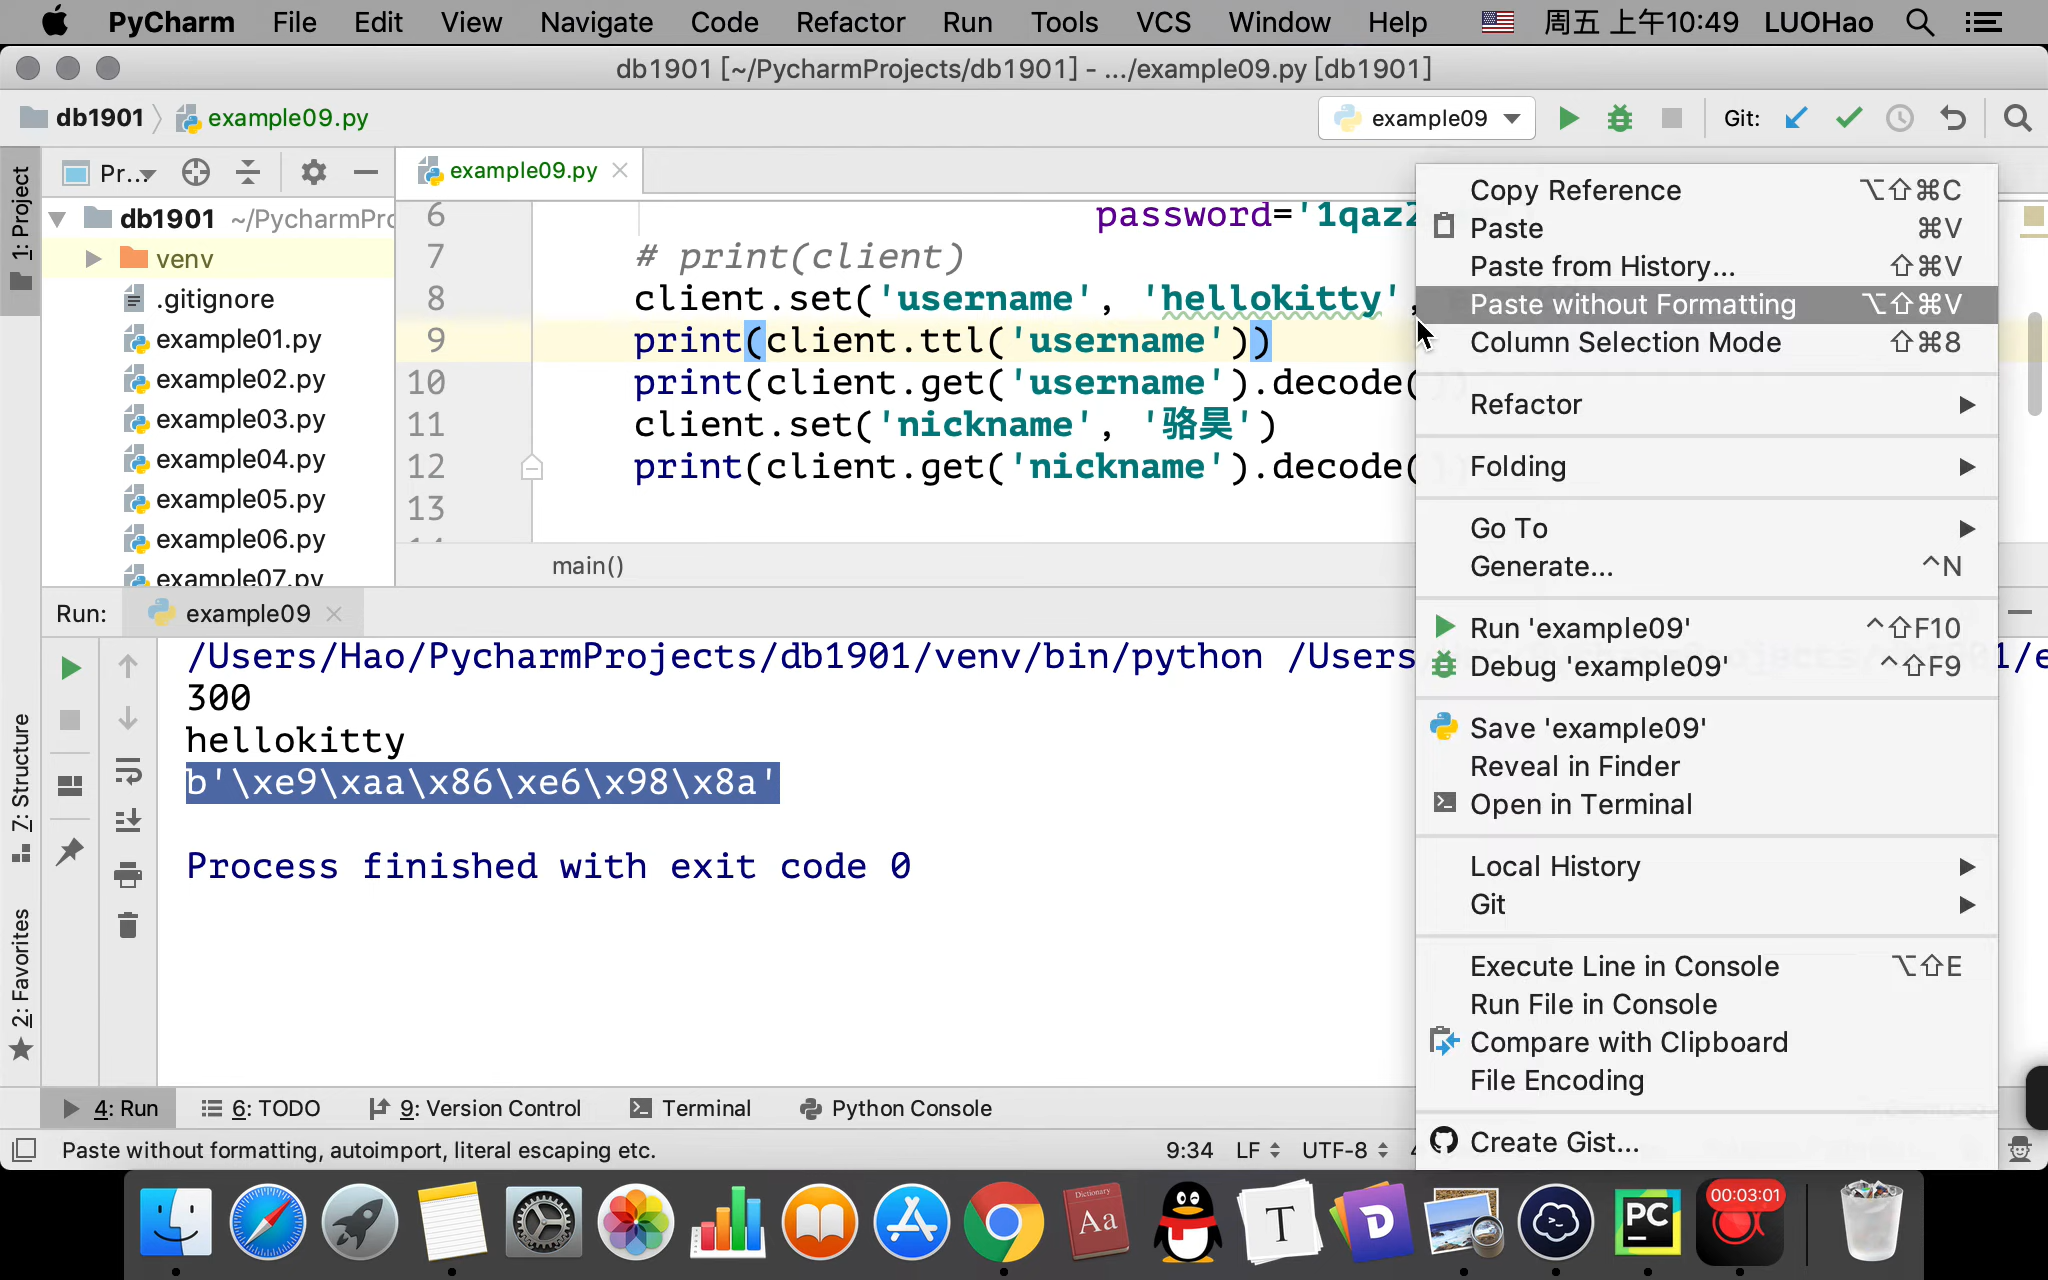 PyCharm File Edit View Navigate Code Refactor Run Tools VCS Window Help 周五 上午10:49 LUOHao
db1901 [~/PycharmProjects/db1901] - .../example09.py [db1901]
db1901 example09.py example09 Git:
Pr... example09.py
1: Project
db1901 ~/PycharmPro
venv
.gitignore
example01.py
example02.py
example03.py
example04.py
example05.py
example06.py
example07.py
6 password='1qaz
7 # print(client)
8 client.set('username', 'hellokitty',
9 print(client.ttl('username'))
10 print(client.get('username').decode(
11 client.set('nickname', '骆昊')
12 print(client.get('nickname').decode(
13
main()
Copy Reference ⌥⇧⌘C
Paste ⌘V
Paste from History... ⇧⌘V
Paste without Formatting ⌥⇧⌘V
Column Selection Mode ⇧⌘8
Refactor
Folding
Go To
Generate... ^N
Run 'example09' ^⇧F10
Debug 'example09' ^⇧F9
Save 'example09'
Reveal in Finder
Open in Terminal
Local History
Git
Execute Line in Console ⌥⇧E
Run File in Console
Compare with Clipboard
File Encoding
Create Gist...
Run: example09
/Users/Hao/PycharmProjects/db1901/venv/bin/python /Users 1/e
300
hellokitty
b'\xe9\xaa\x86\xe6\x98\x8a'
Process finished with exit code 0
7: Structure
2: Favorites
4: Run 6: TODO 9: Version Control Terminal Python Console
Paste without formatting, autoimport, literal escaping etc. 9:34 LF UTF-8
Dictionary
Aa
T
D
PC
00:03:01